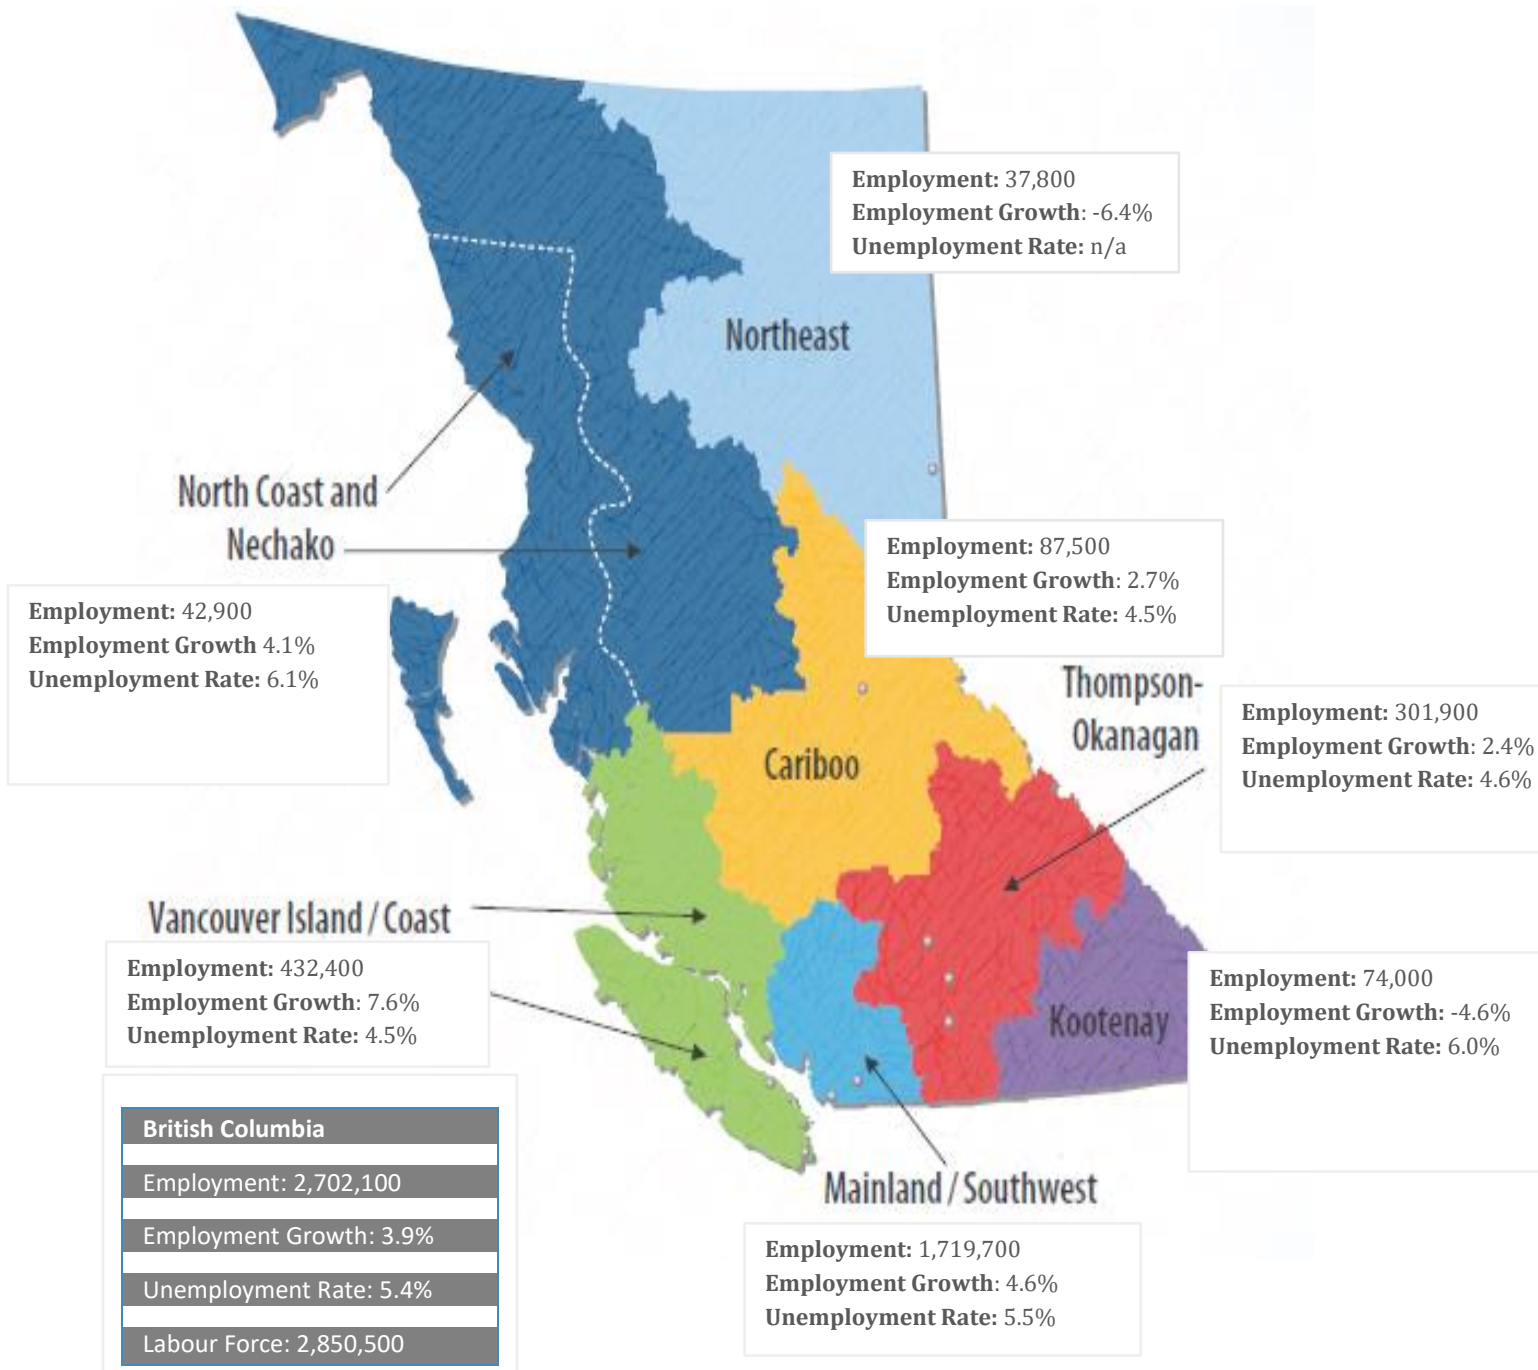 Employment: 37,800
Employment Growth: -6.4%
Unemployment Rate: n/a
Northeast
North Coast and
Nechako
Employment: 42,900
Employment Growth 4.1%
Unemployment Rate: 6.1%
Employment: 87,500
Employment Growth: 2.7%
Unemployment Rate: 4.5%
Cariboo
Thompson-
Okanagan
Employment: 301,900
Employment Growth: 2.4%
Unemployment Rate: 4.6%
Vancouver Island / Coast
Employment: 432,400
Employment Growth: 7.6%
Unemployment Rate: 4.5%
Kootenay
Employment: 74,000
Employment Growth: -4.6%
Unemployment Rate: 6.0%
British Columbia
Employment: 2,702,100
Employment Growth: 3.9%
Unemployment Rate: 5.4%
Labour Force: 2,850,500
Mainland / Southwest
Employment: 1,719,700
Employment Growth: 4.6%
Unemployment Rate: 5.5%